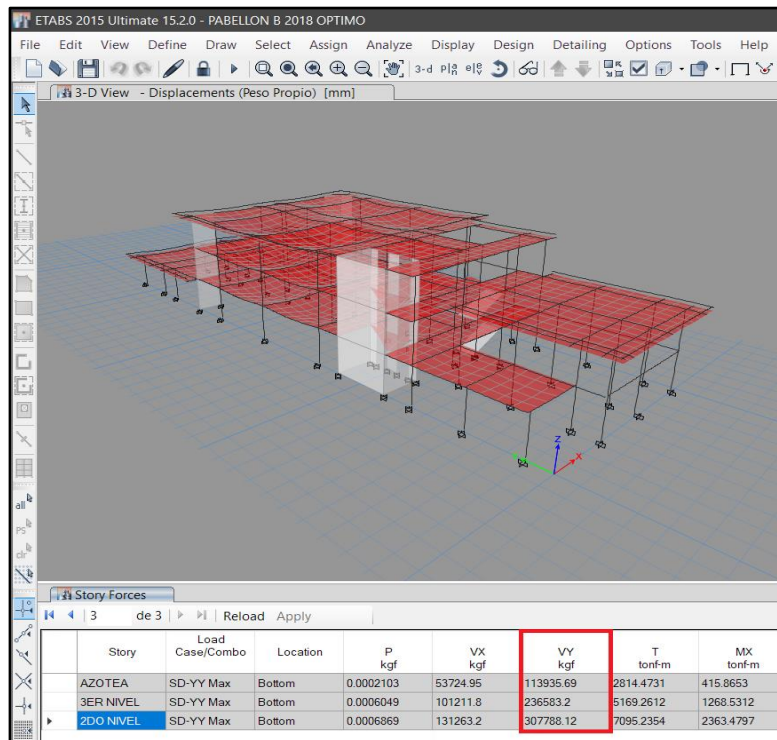 ETABS 2015 Ultimate 15.2.0 - PABELLON B 2018 OPTIMO
File Edit View Define Draw Select Assign Analyze Display Design Detailing Options Tools Help
3-d
3-D View - Displacements (Peso Propio) [mm]
all
PS
clr
Z
X
Story Forces
3 de 3 Reload Apply
Story Load Case/Combo Location P kgf VX kgf VY kgf T tonf-m MX tonf-m
AZOTEA SD-YY Max Bottom 0.0002103 53724.95 113935.69 2814.4731 415.8653
3ER NIVEL SD-YY Max Bottom 0.0006049 101211.8 236583.2 5169.2612 1268.5312
2DO NIVEL SD-YY Max Bottom 0.0006869 131263.2 307788.12 7095.2354 2363.4797